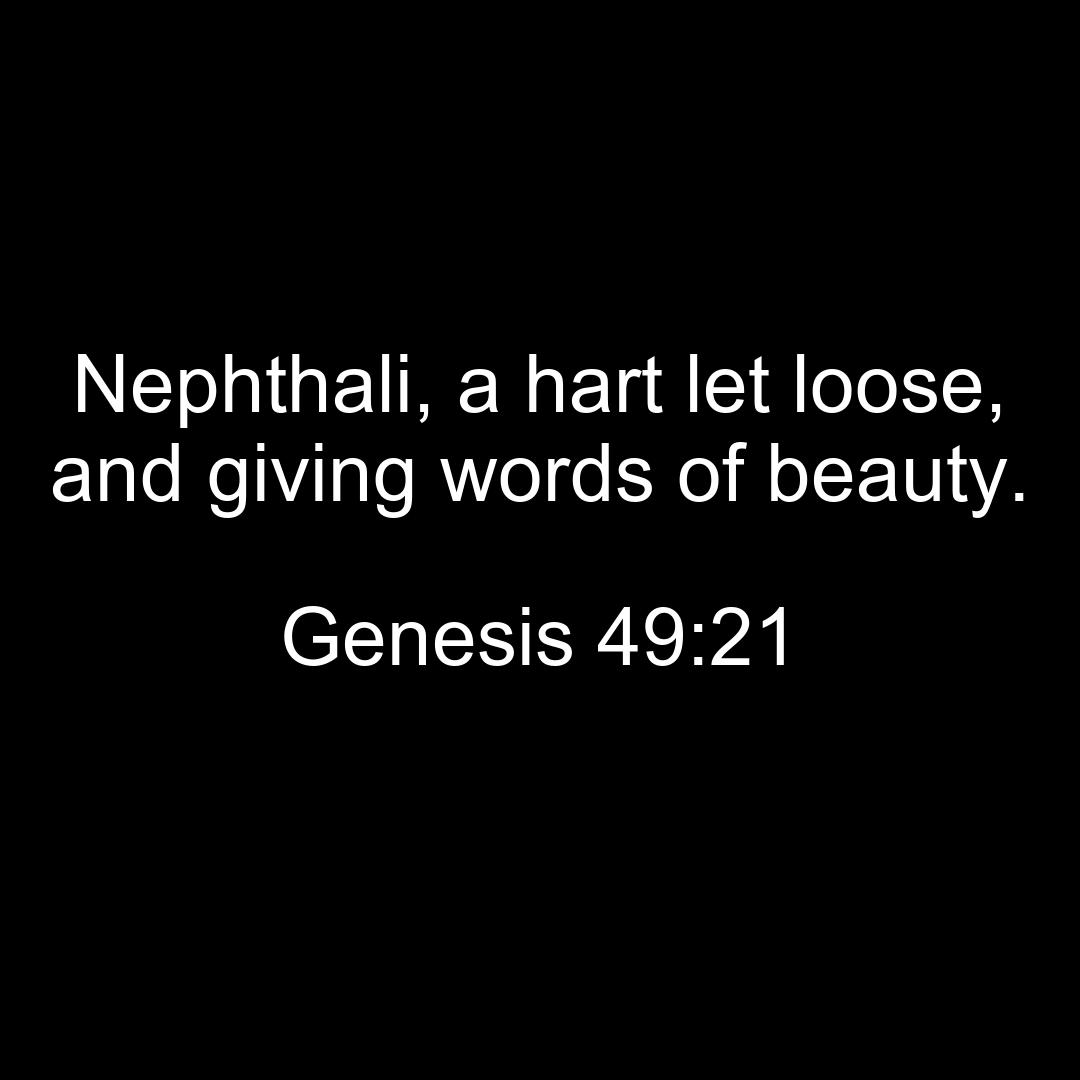 Nephthali, a hart let loose,
and giving words of beauty.
Genesis 49:21